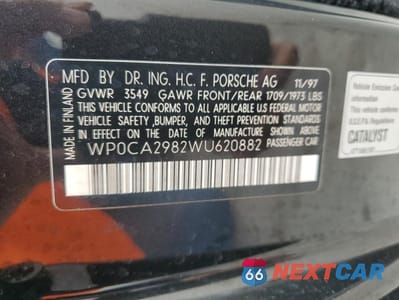 MFD. BY DR. ING. H.C. F. PORSCHE AG 11/97
GVWR 3549 GAWR FRONT/REAR 1709/1973 LBS
THIS VEHICLE CONFORMS TO ALL APPLICABLE US FEDERAL MOTOR
VEHICLE SAFETY, BUMPER, AND THEFT PREVENTION STANDARDS
IN EFFECT ON THE DATE OF MANUFACTURE SHOWN ABOVE.
WP0CA2982WU620882 PASSENGER CAR
MADE IN FINLAND
Vehicle Emission
CATALYST
66 NEXTCAR